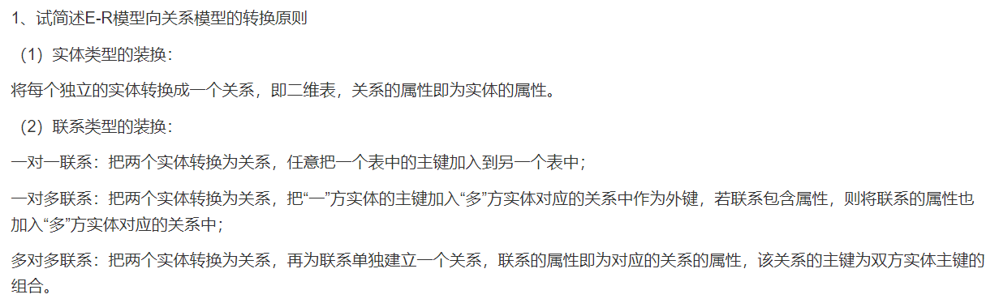 1、试简述E-R模型向关系模型的转换原则
（1）实体类型的装换：
将每个独立的实体转换成一个关系，即二维表，关系的属性即为实体的属性。
（2）联系类型的装换：
一对一联系：把两个实体转换为关系，任意把一个表中的主键加入到另一个表中；
一对多联系：把两个实体转换为关系，把“一”方实体的主键加入“多”方实体对应的关系中作为外键，若联系包含属性，则将联系的属性也
加入“多”方实体对应的关系中；
多对多联系：把两个实体转换为关系，再为联系单独建立一个关系，联系的属性即为对应的关系的属性，该关系的主键为双方实体主键的
组合。